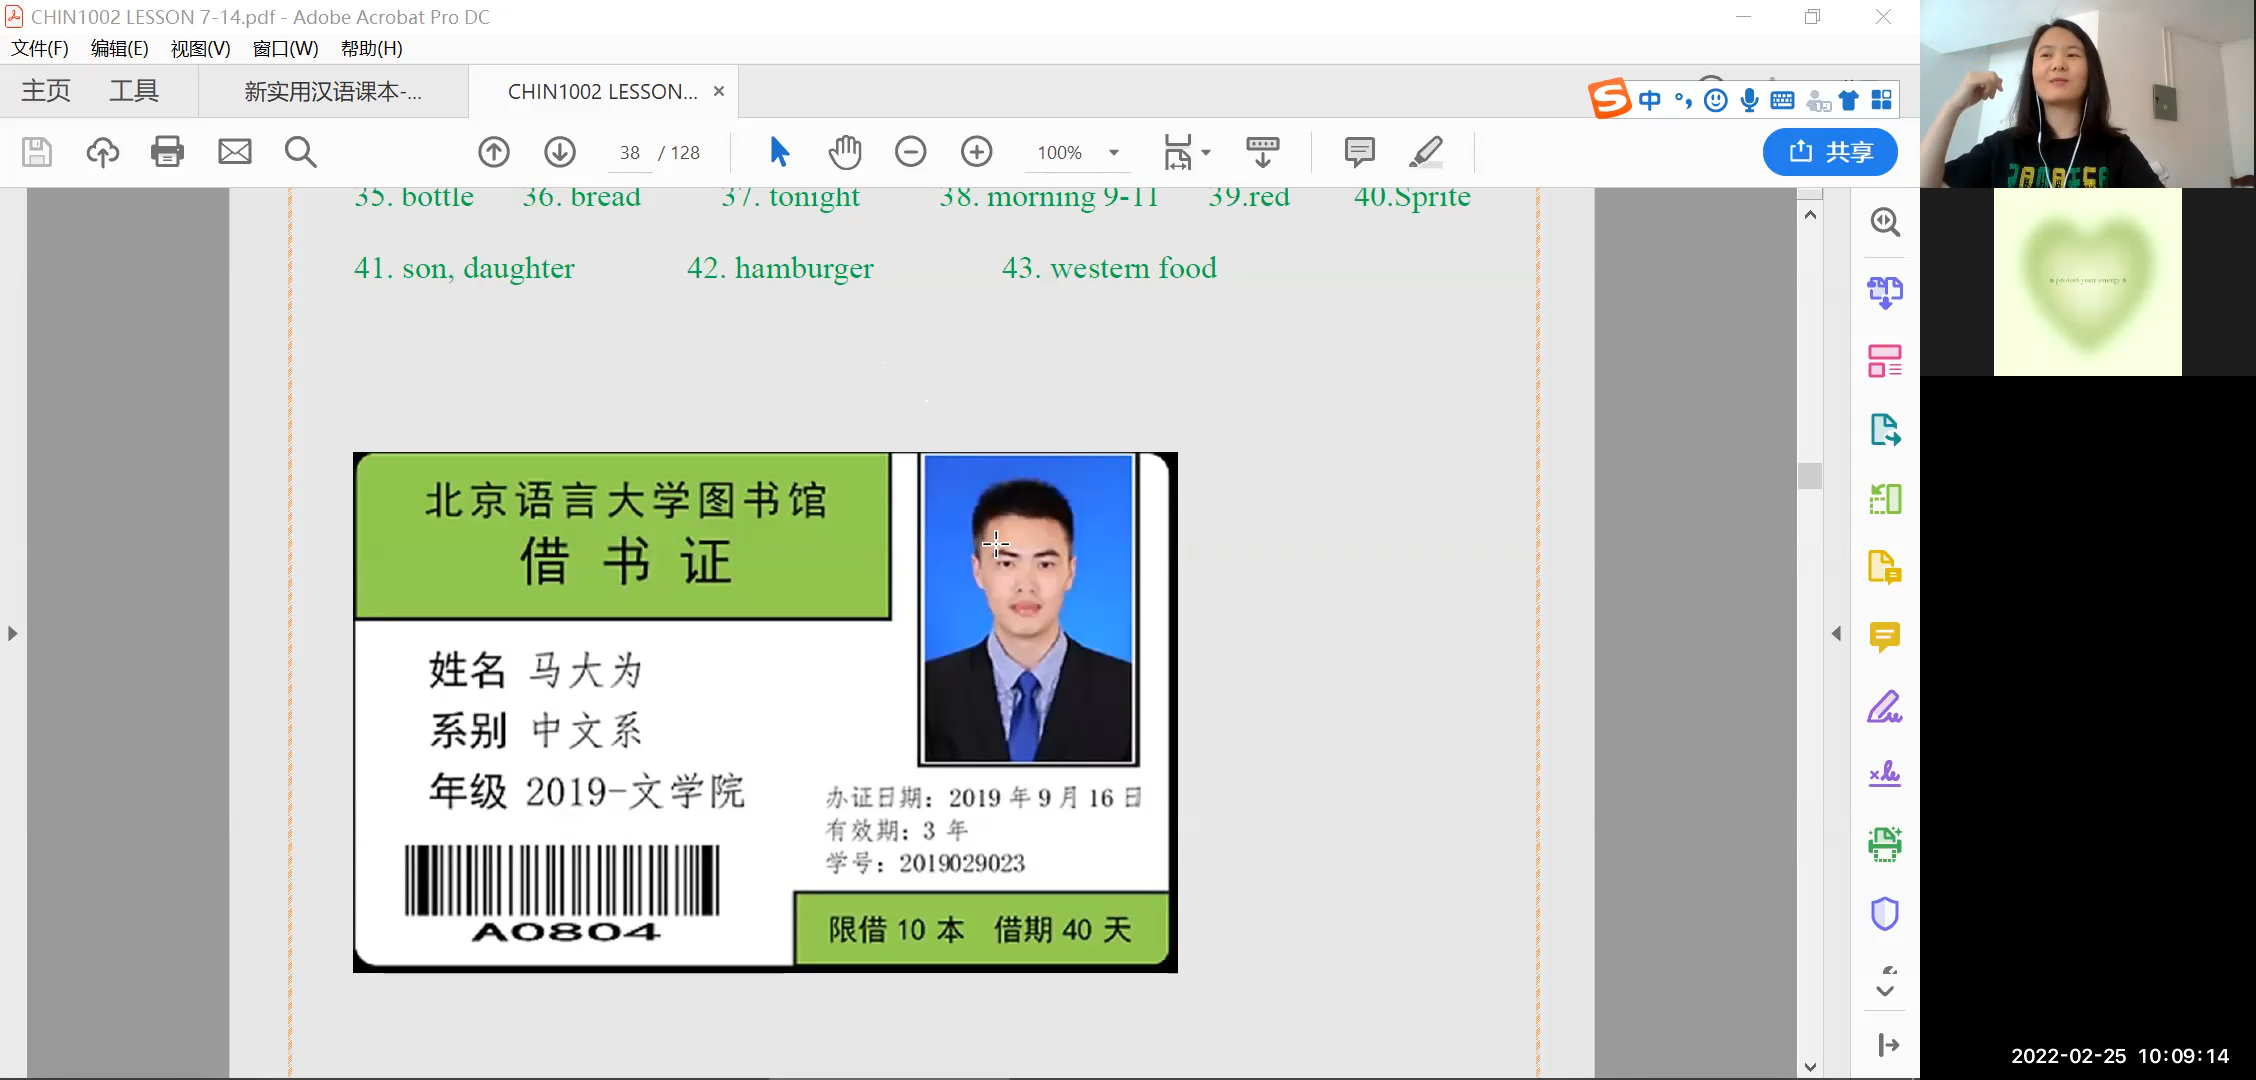 CHIN1002 LESSON 7-14.pdf - Adobe Acrobat Pro DC
文件(F) 编辑(E) 视图(V) 窗口(W) 帮助(H)
主页 工具 新实用汉语课本-... CHIN1002 LESSON... ×
中
38 / 128 100% 共享
35. bottle 36. bread 37. tonight 38. morning 9-11 39.red 40.Sprite
41. son, daughter 42. hamburger 43. western food
北京语言大学图书馆
借书证
姓名 马大为
系别 中文系
年级 2019-文学院
办证日期：2019 年 9 月 16 日
有效期：3 年
学号：2019029023
A0804
限借 10 本 借期 40 天
protect your energy
2022-02-25 10:09:14